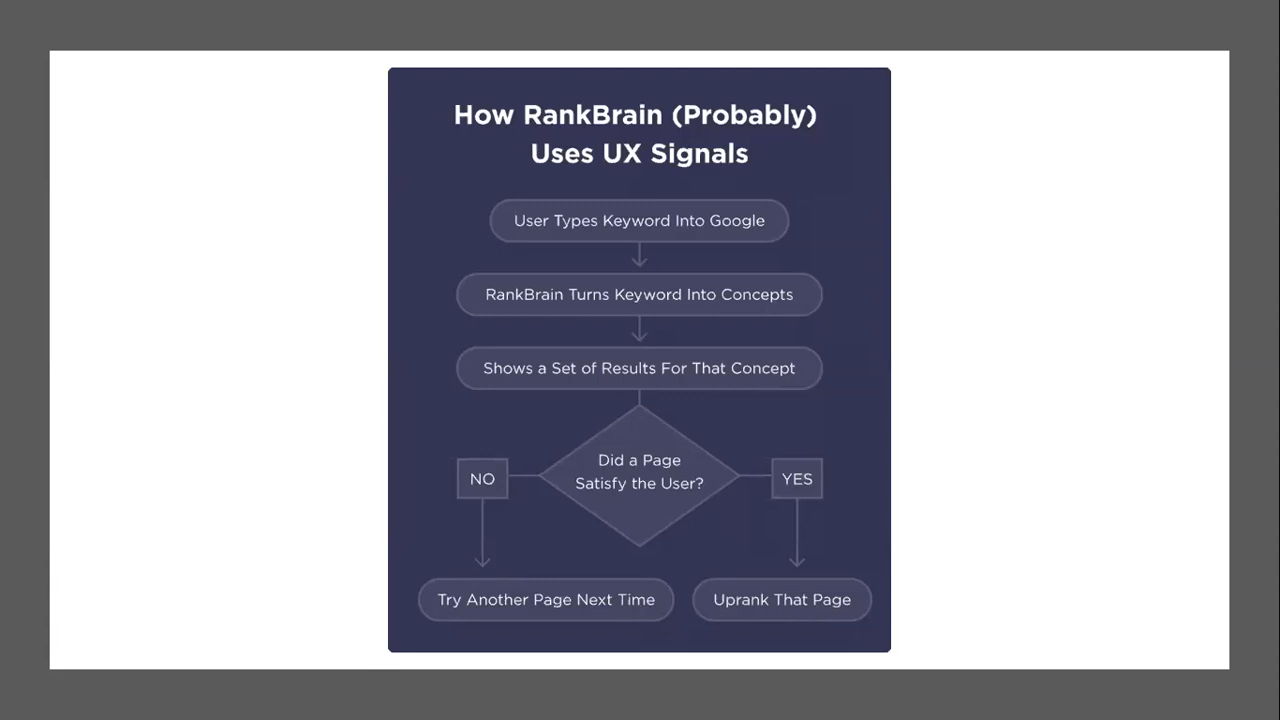 How RankBrain (Probably)
Uses UX Signals
User Types Keyword Into Google
RankBrain Turns Keyword Into Concepts
Shows a Set of Results For That Concept
Did a Page
Satisfy the User?
NO
YES
Try Another Page Next Time
Uprank That Page